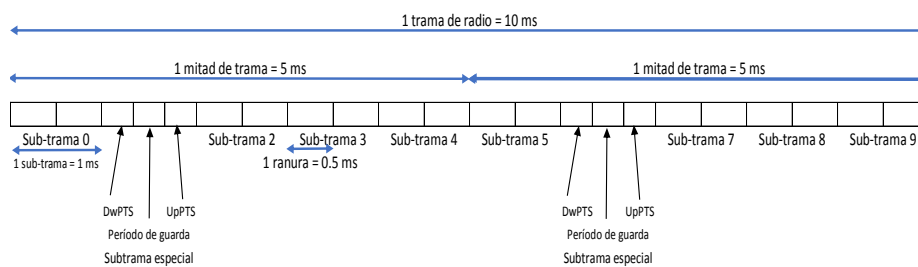 1 trama de radio = 10 ms
1 mitad de trama = 5 ms
1 mitad de trama = 5 ms
Sub-trama 0
Sub-trama 2
Sub-trama 3
Sub-trama 4
Sub-trama 5
Sub-trama 7
Sub-trama 8
Sub-trama 9
1 sub-trama = 1 ms
1 ranura = 0.5 ms
DwPTS
UpPTS
DwPTS
UpPTS
Período de guarda
Período de guarda
Subtrama especial
Subtrama especial